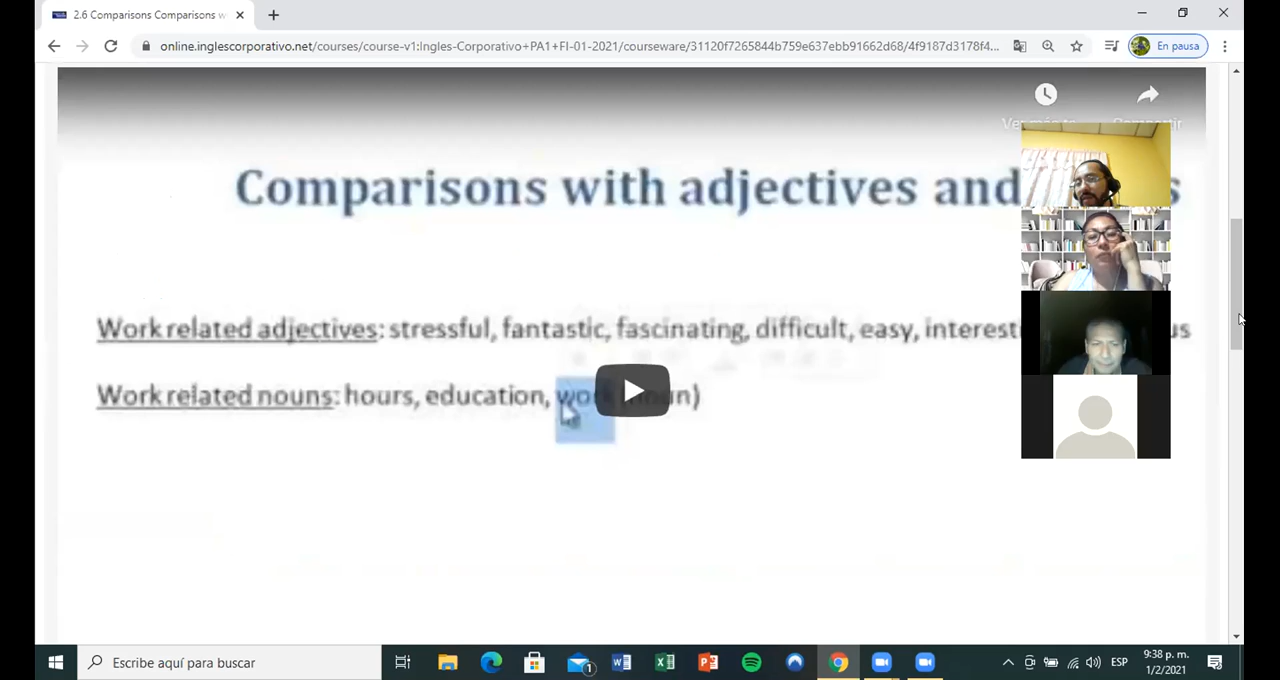 2.6 Comparisons Comparisons w
online.inglescorporativo.net/courses/course-v1:Ingles-Corporativo+PA1+FI-01-2021/courseware/31120f7265844b759e637ebb91662d68/4f9187d3178f4...
En pausa
Comparisons with adjectives and
Work related adjectives: stressful, fantastic, fascinating, difficult, easy,
Work related nouns: hours, education, work
Escribe aquí para buscar
1
ESP
9:38 p. m.
1/2/2021